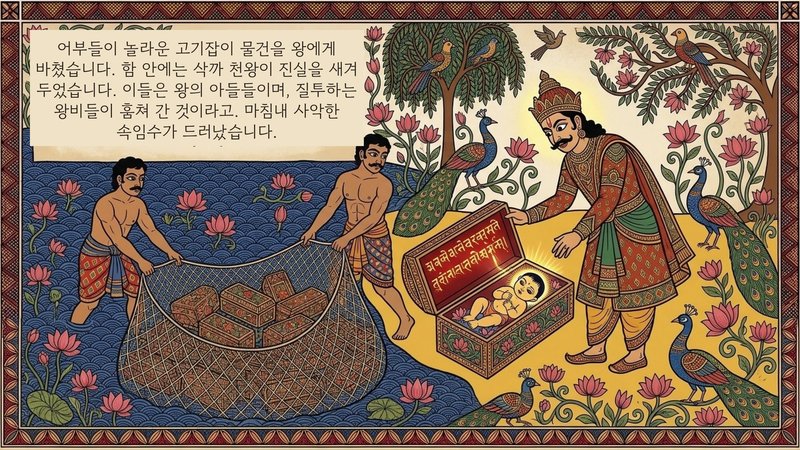 어부들이 놀라운 고기잡이 물건을 왕에게
바쳤습니다. 함 안에는 삭까 천왕이 진실을 새겨
두었습니다. 이들은 왕의 아들들이며, 질투하는
왕비들이 훔쳐 간 것이라고. 마침내 사악한
속임수가 드러났습니다.